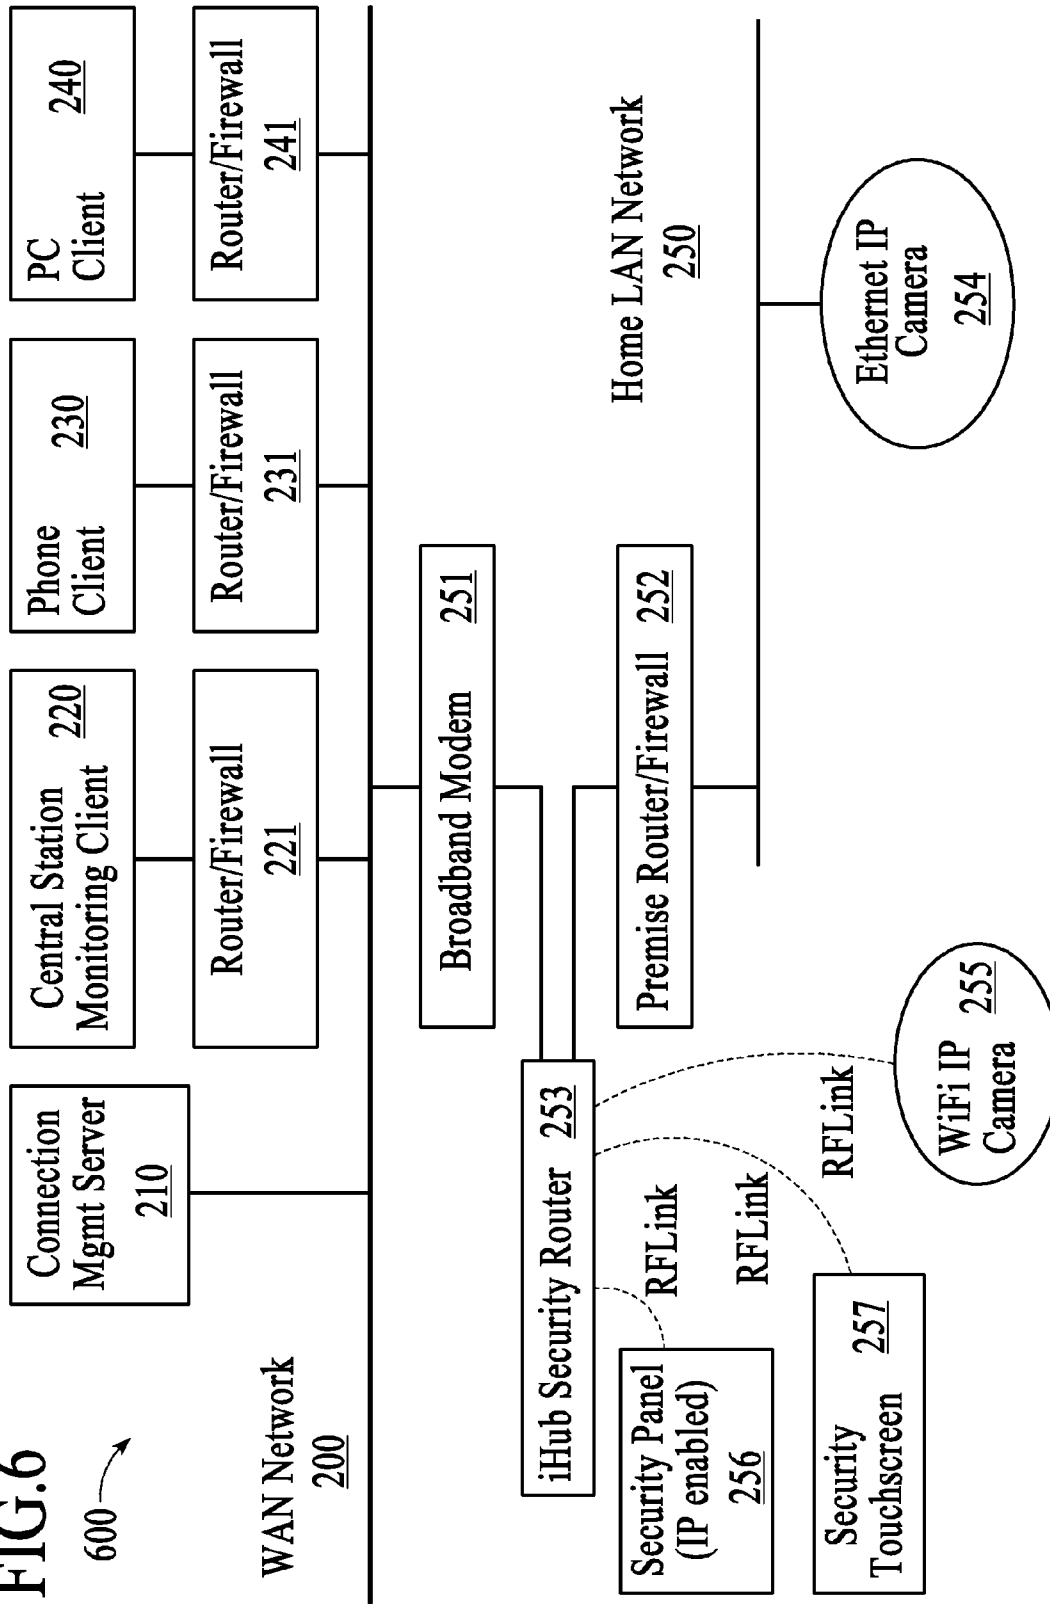 FIG.6
600
WAN Network
200
Connection
Mgmt Server
210
Central Station
Monitoring Client
220
Router/Firewall
221
Phone
Client
230
Router/Firewall
231
PC
Client
240
Router/Firewall
241
Broadband Modem 251
iHub Security Router 253
Premise Router/Firewall 252
Home LAN Network
250
RFLink
RFLink
RFLink
Security Panel
(IP enabled)
256
Security
Touchscreen
257
WiFi IP
Camera
255
Ethernet IP
Camera
254